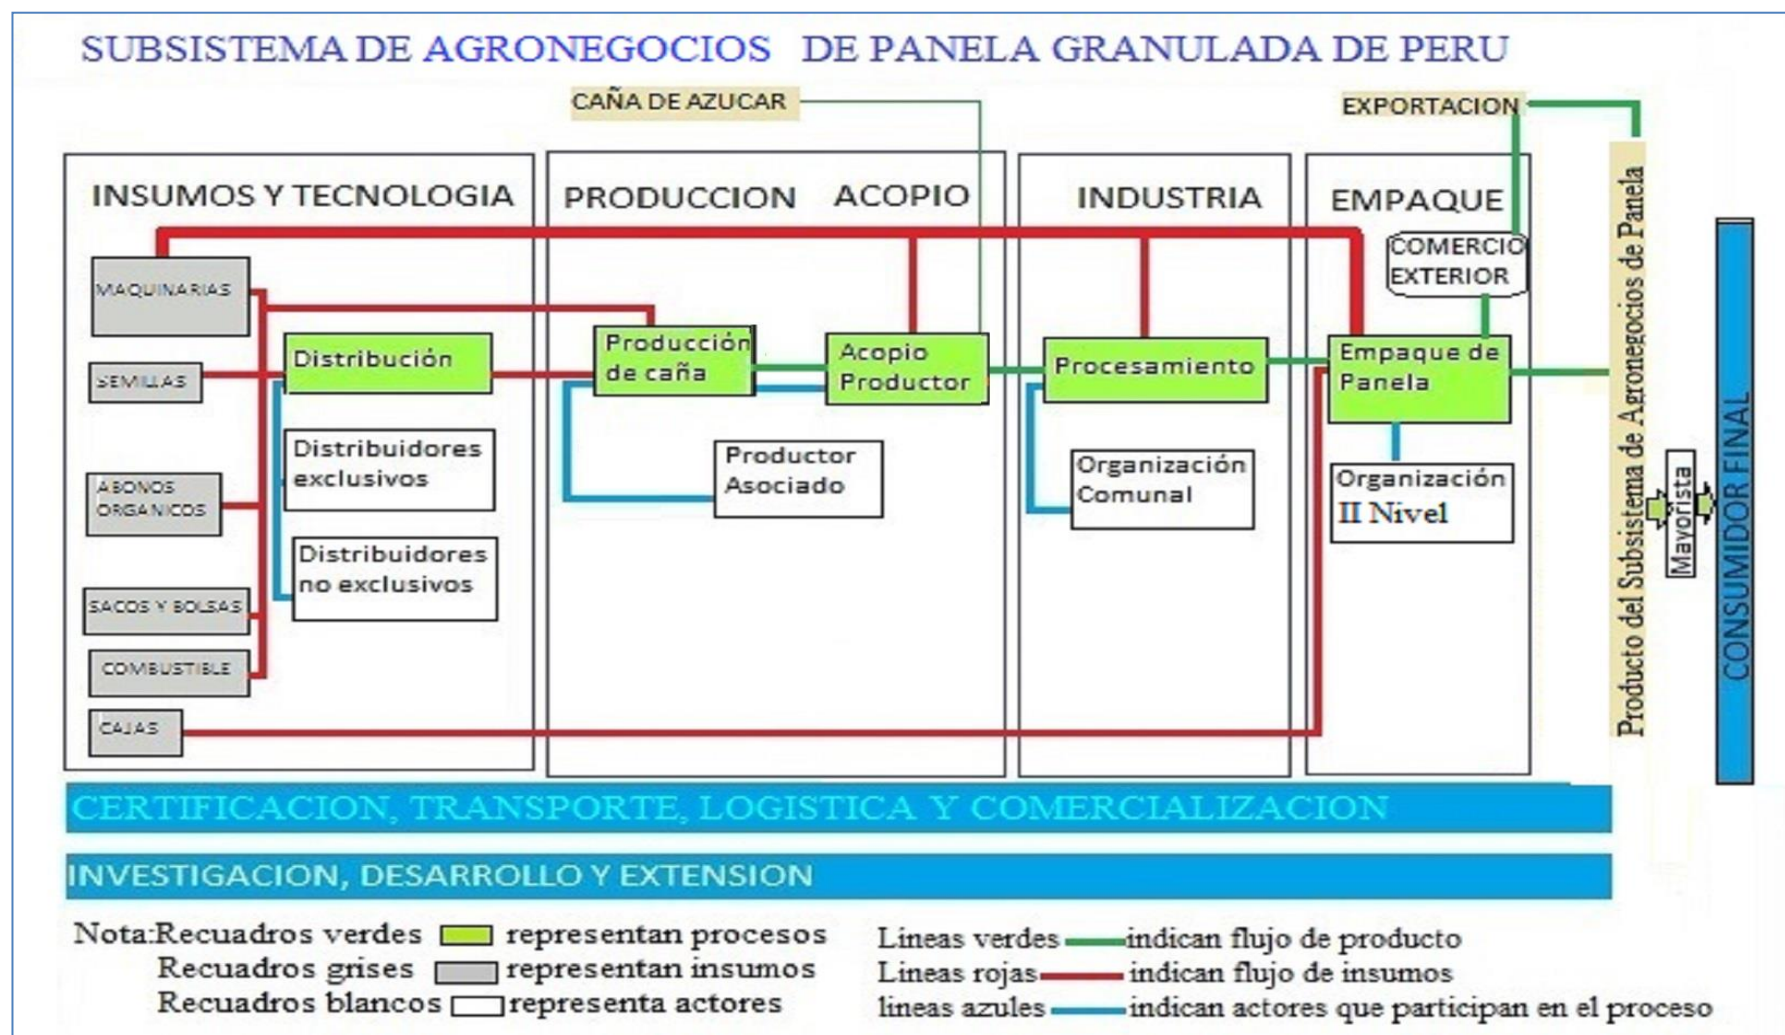 SUBSISTEMA DE AGRONEGOCIOS DE PANELA GRANULADA DE PERU
CAÑA DE AZUCAR
EXPORTACION
INSUMOS Y TECNOLOGIA
PRODUCCION
ACOPIO
INDUSTRIA
EMPAQUE
COMERCIO
EXTERIOR
MAQUINARIAS
SEMILLAS
ABONOS
ORGANICOS
SACOS Y BOLSAS
COMBUSTIBLE
CAJAS
Distribución
Distribuidores
exclusivos
Distribuidores
no exclusivos
Producción
de caña
Acopio
Productor
Productor
Asociado
Procesamiento
Organización
Comunal
Empaque de
Panela
Organización
II Nivel
Producto del Subsistema de Agronegocios de Panela
Mayorista
CONSUMIDOR FINAL
CERTIFICACION, TRANSPORTE, LOGISTICA Y COMERCIALIZACION
INVESTIGACION, DESARROLLO Y EXTENSION
Nota:Recuadros verdes representan procesos
Recuadros grises representan insumos
Recuadros blancos representa actores
Lineas verdes indican flujo de producto
Lineas rojas indican flujo de insumos
lineas azules indican actores que participan en el proceso